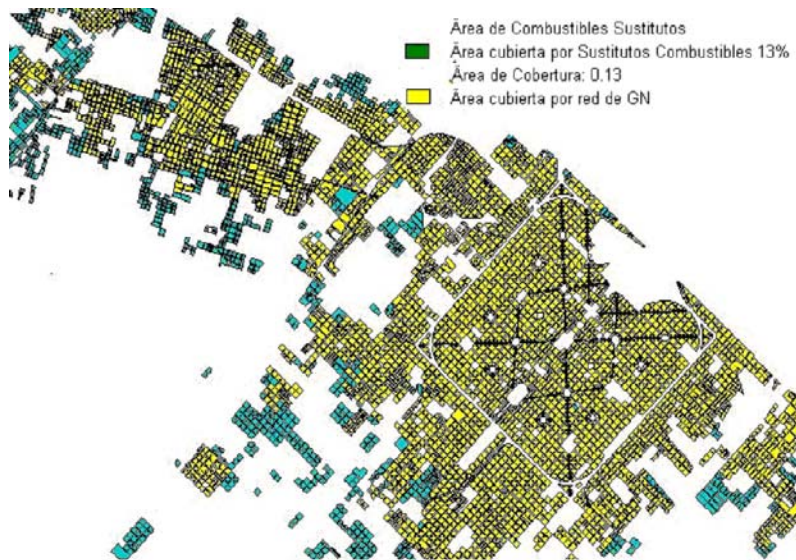 Área de Combustibles Sustitutos
Área cubierta por Sustitutos Combustibles 13%
Área de Cobertura: 0.13
Área cubierta por red de GN